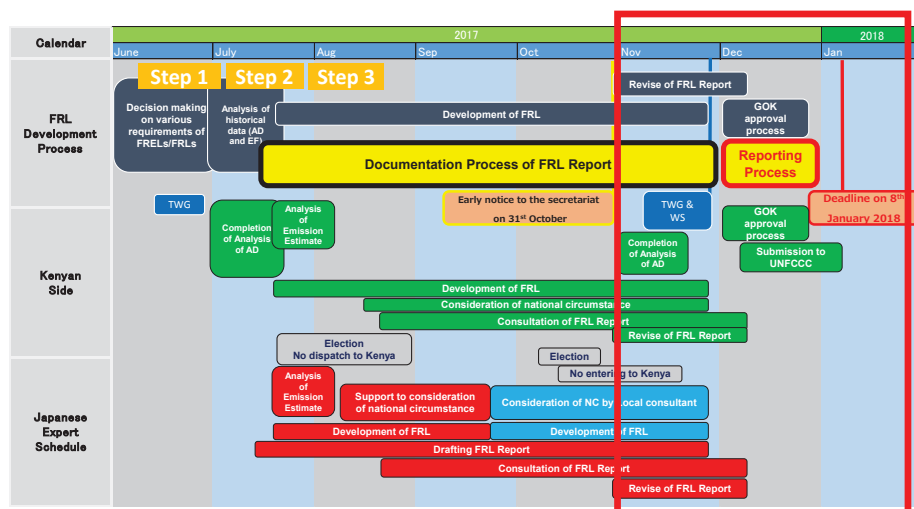 Calendar
2017
2018
June
July
Aug
Sep
Oct
Nov
Dec
Jan
FRL
Development
Process
Step 1
Step 2
Step 3
Decision making
on various
requirements of
FRELs/FRLs
Analysis of
historical
data (AD
and EF)
Development of FRL
Revise of FRL Report
GOK
approval
process
Documentation Process of FRL Report
Reporting
Process
Kenyan
Side
TWG
Early notice to the secretariat
on 31st October
TWG &
WS
Deadline on 8th
January 2018
Completion
of Analysis
of AD
Analysis
of
Emission
Estimate
Completion
of Analysis
of AD
GOK
approval
process
Submission to
UNFCCC
Development of FRL
Consideration of national circumstance
Consultation of FRL Report
Revise of FRL Report
Japanese
Expert
Schedule
Election
No dispatch to Kenya
Election
No entering to Kenya
Analysis
of
Emission
Estimate
Support to consideration
of national circumstance
Consideration of NC by Local consultant
Development of FRL
Development of FRL
Drafting FRL Report
Consultation of FRL Report
Revise of FRL Report